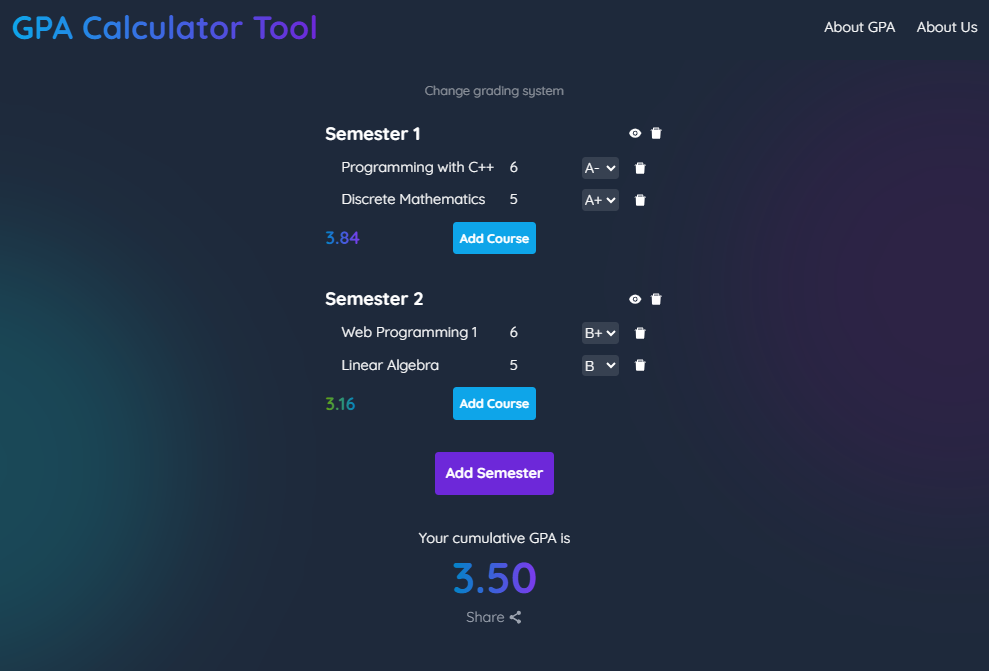 GPA Calculator Tool
About GPA About Us
Change grading system
Semester 1
Programming with C++ 6 A-
Discrete Mathematics 5 A+
3.84 Add Course
Semester 2
Web Programming 1 6 B+
Linear Algebra 5 B
3.16 Add Course
Add Semester
Your cumulative GPA is
3.50
Share